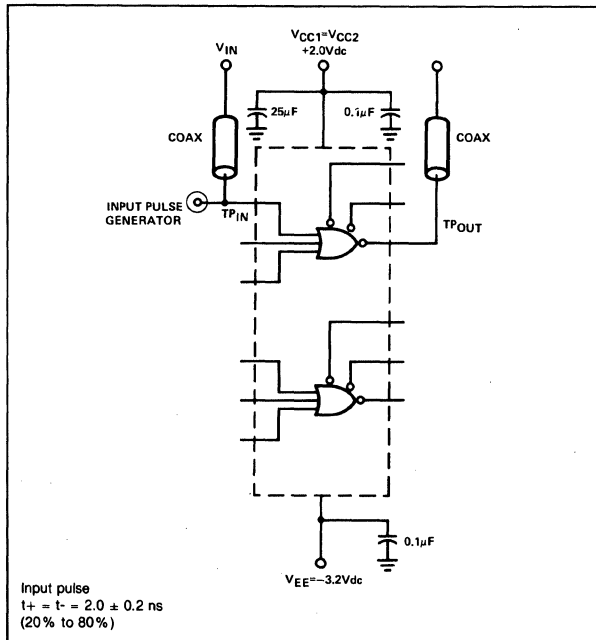 VIN
VCC1=VCC2
+2.0Vdc
25μF
0.1μF
COAX
COAX
INPUT PULSE
GENERATOR
TPIN
TPOUT
0.1μF
VEE=−3.2Vdc
Input pulse
t+ = t- = 2.0 ± 0.2 ns
(20% to 80%)